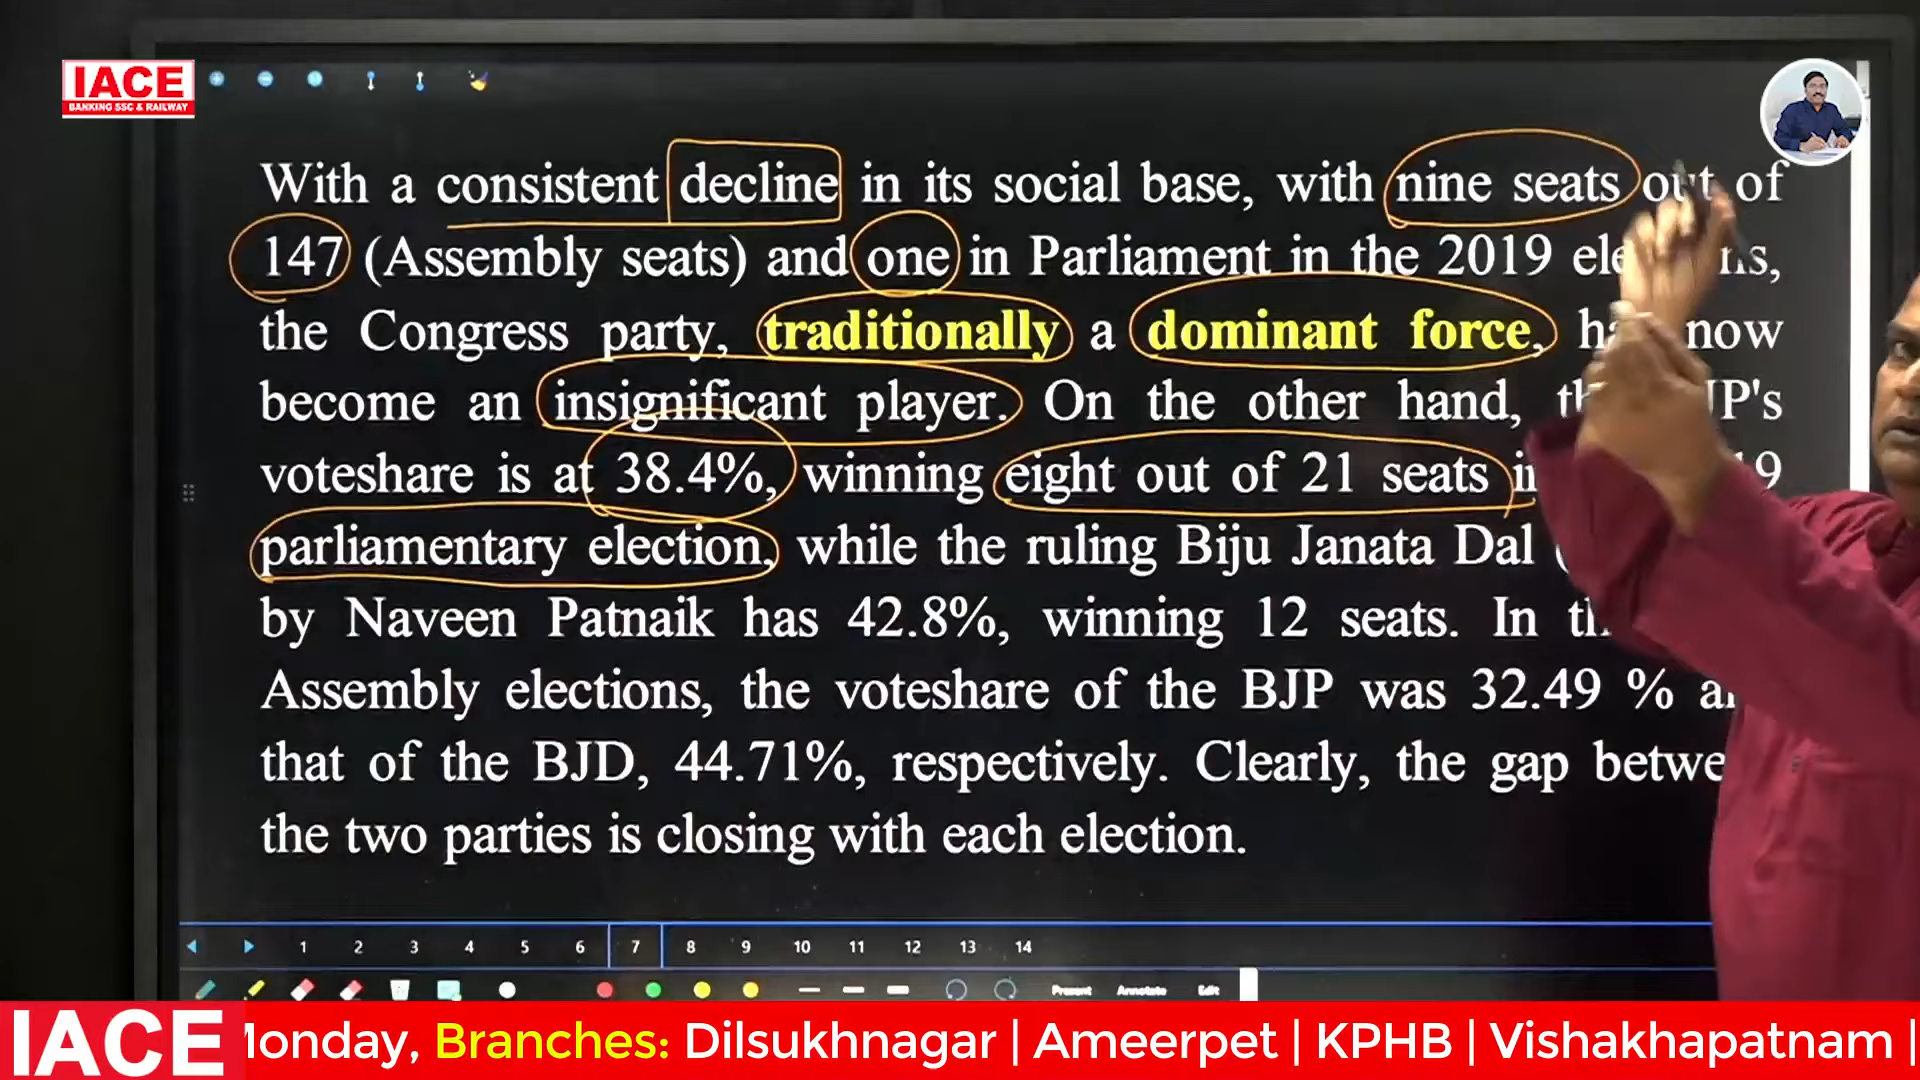 IACE
BANKING SSC & RAILWAY
With a consistent decline in its social base, with nine seats out of
147 (Assembly seats) and one in Parliament in the 2019
the Congress party, traditionally a dominant force, now
become an insignificant player. On the other hand,
voteshare is at 38.4%, winning eight out of 21 seats
parliamentary election, while the ruling Biju Janata Dal
by Naveen Patnaik has 42.8%, winning 12 seats. In
Assembly elections, the voteshare of the BJP was 32.49 %
that of the BJD, 44.71%, respectively. Clearly, the gap
the two parties is closing with each election.
1 2 3 4 5 6 7 8 9 10 11 12 13 14
Present Annotate Edit
IACE Monday, Branches: Dilsukhnagar | Ameerpet | KPHB | Vishakhapatnam |